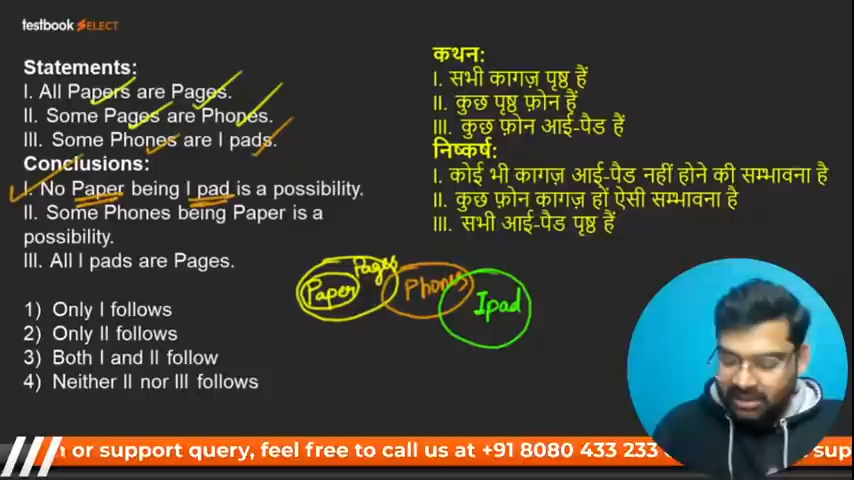 testbook SELECT
Statements:
I. All Papers are Pages.
II. Some Pages are Phones.
III. Some Phones are I pads.
Conclusions:
I. No Paper being I pad is a possibility.
II. Some Phones being Paper is a
possibility.
III. All I pads are Pages.
1) Only I follows
2) Only II follows
3) Both I and II follow
4) Neither II nor III follows
कथन:
I. सभी कागज़ पृष्ठ हैं
II. कुछ पृष्ठ फ़ोन हैं
III. कुछ फ़ोन आई-पैड हैं
निष्कर्ष:
I. कोई भी कागज़ आई-पैड नहीं होने की सम्भावना है
II. कुछ फ़ोन कागज़ हों ऐसी सम्भावना है
III. सभी आई-पैड पृष्ठ हैं
Paper
Pages
Phones
Ipad
or support query, feel free to call us at +91 8080 433 233